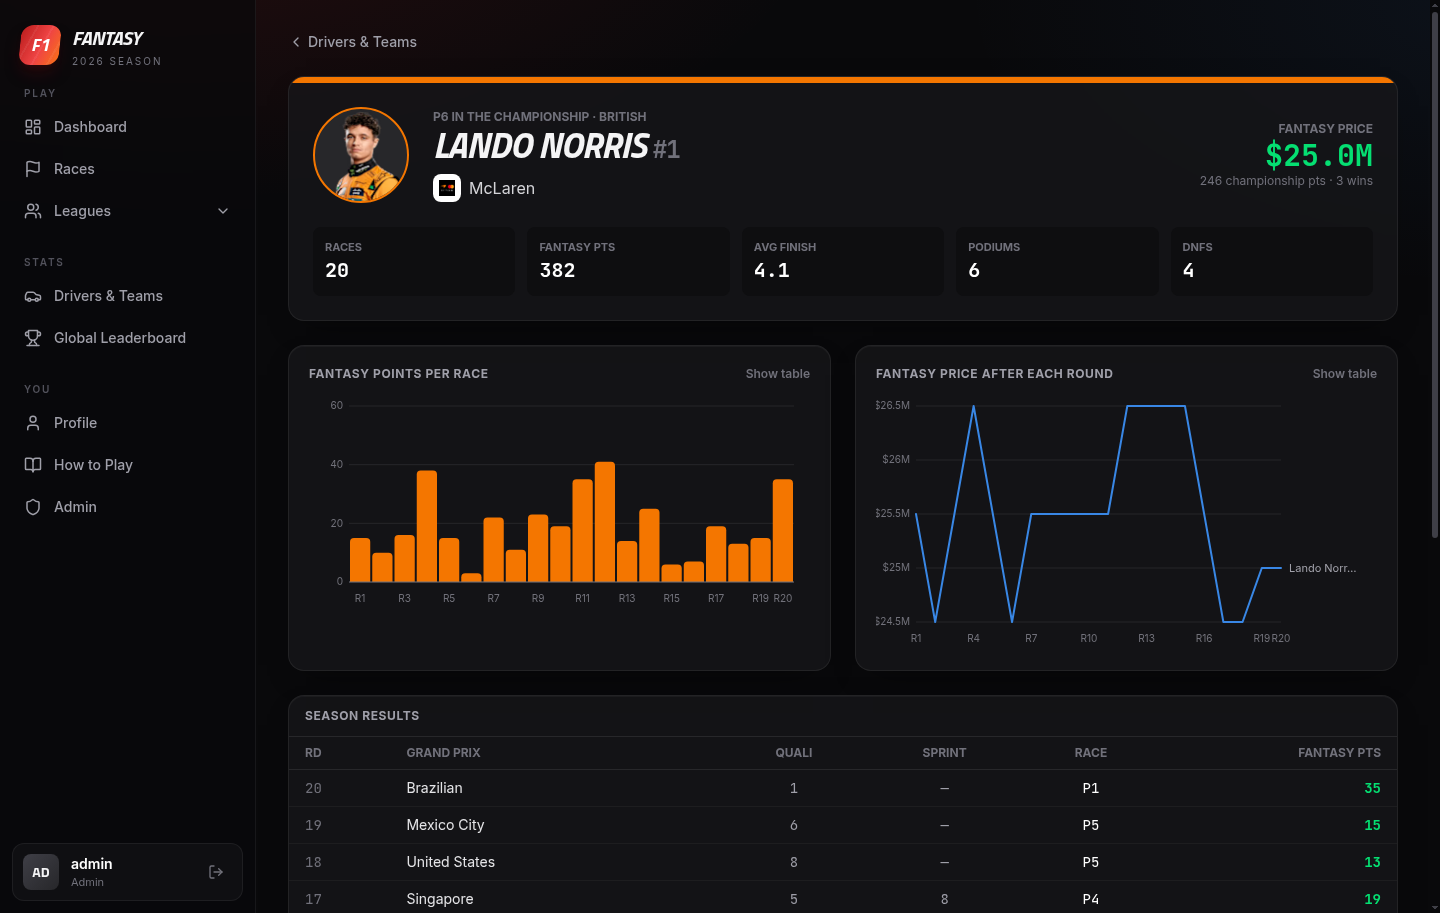 F1
FANTASY
2026 SEASON
PLAY
Dashboard
Races
Leagues
STATS
Drivers & Teams
Global Leaderboard
YOU
Profile
How to Play
Admin
AD
admin
Admin
Drivers & Teams
P6 IN THE CHAMPIONSHIP · BRITISH
LANDO NORRIS #1
McLaren
FANTASY PRICE
$25.0M
246 championship pts · 3 wins
RACES
20
FANTASY PTS
382
AVG FINISH
4.1
PODIUMS
6
DNFS
4
FANTASY POINTS PER RACE Show table
60
40
20
0
R1 R3 R5 R7 R9 R11 R13 R15 R17 R19 R20
FANTASY PRICE AFTER EACH ROUND Show table
$26.5M
$26M
$25.5M
$25M
$24.5M
Lando Norr...
R1 R4 R7 R10 R13 R16 R19 R20
SEASON RESULTS
RD GRAND PRIX QUALI SPRINT RACE FANTASY PTS
20 Brazilian 1 — P1 35
19 Mexico City 6 — P5 15
18 United States 8 — P5 13
17 Singapore 5 8 P4 19